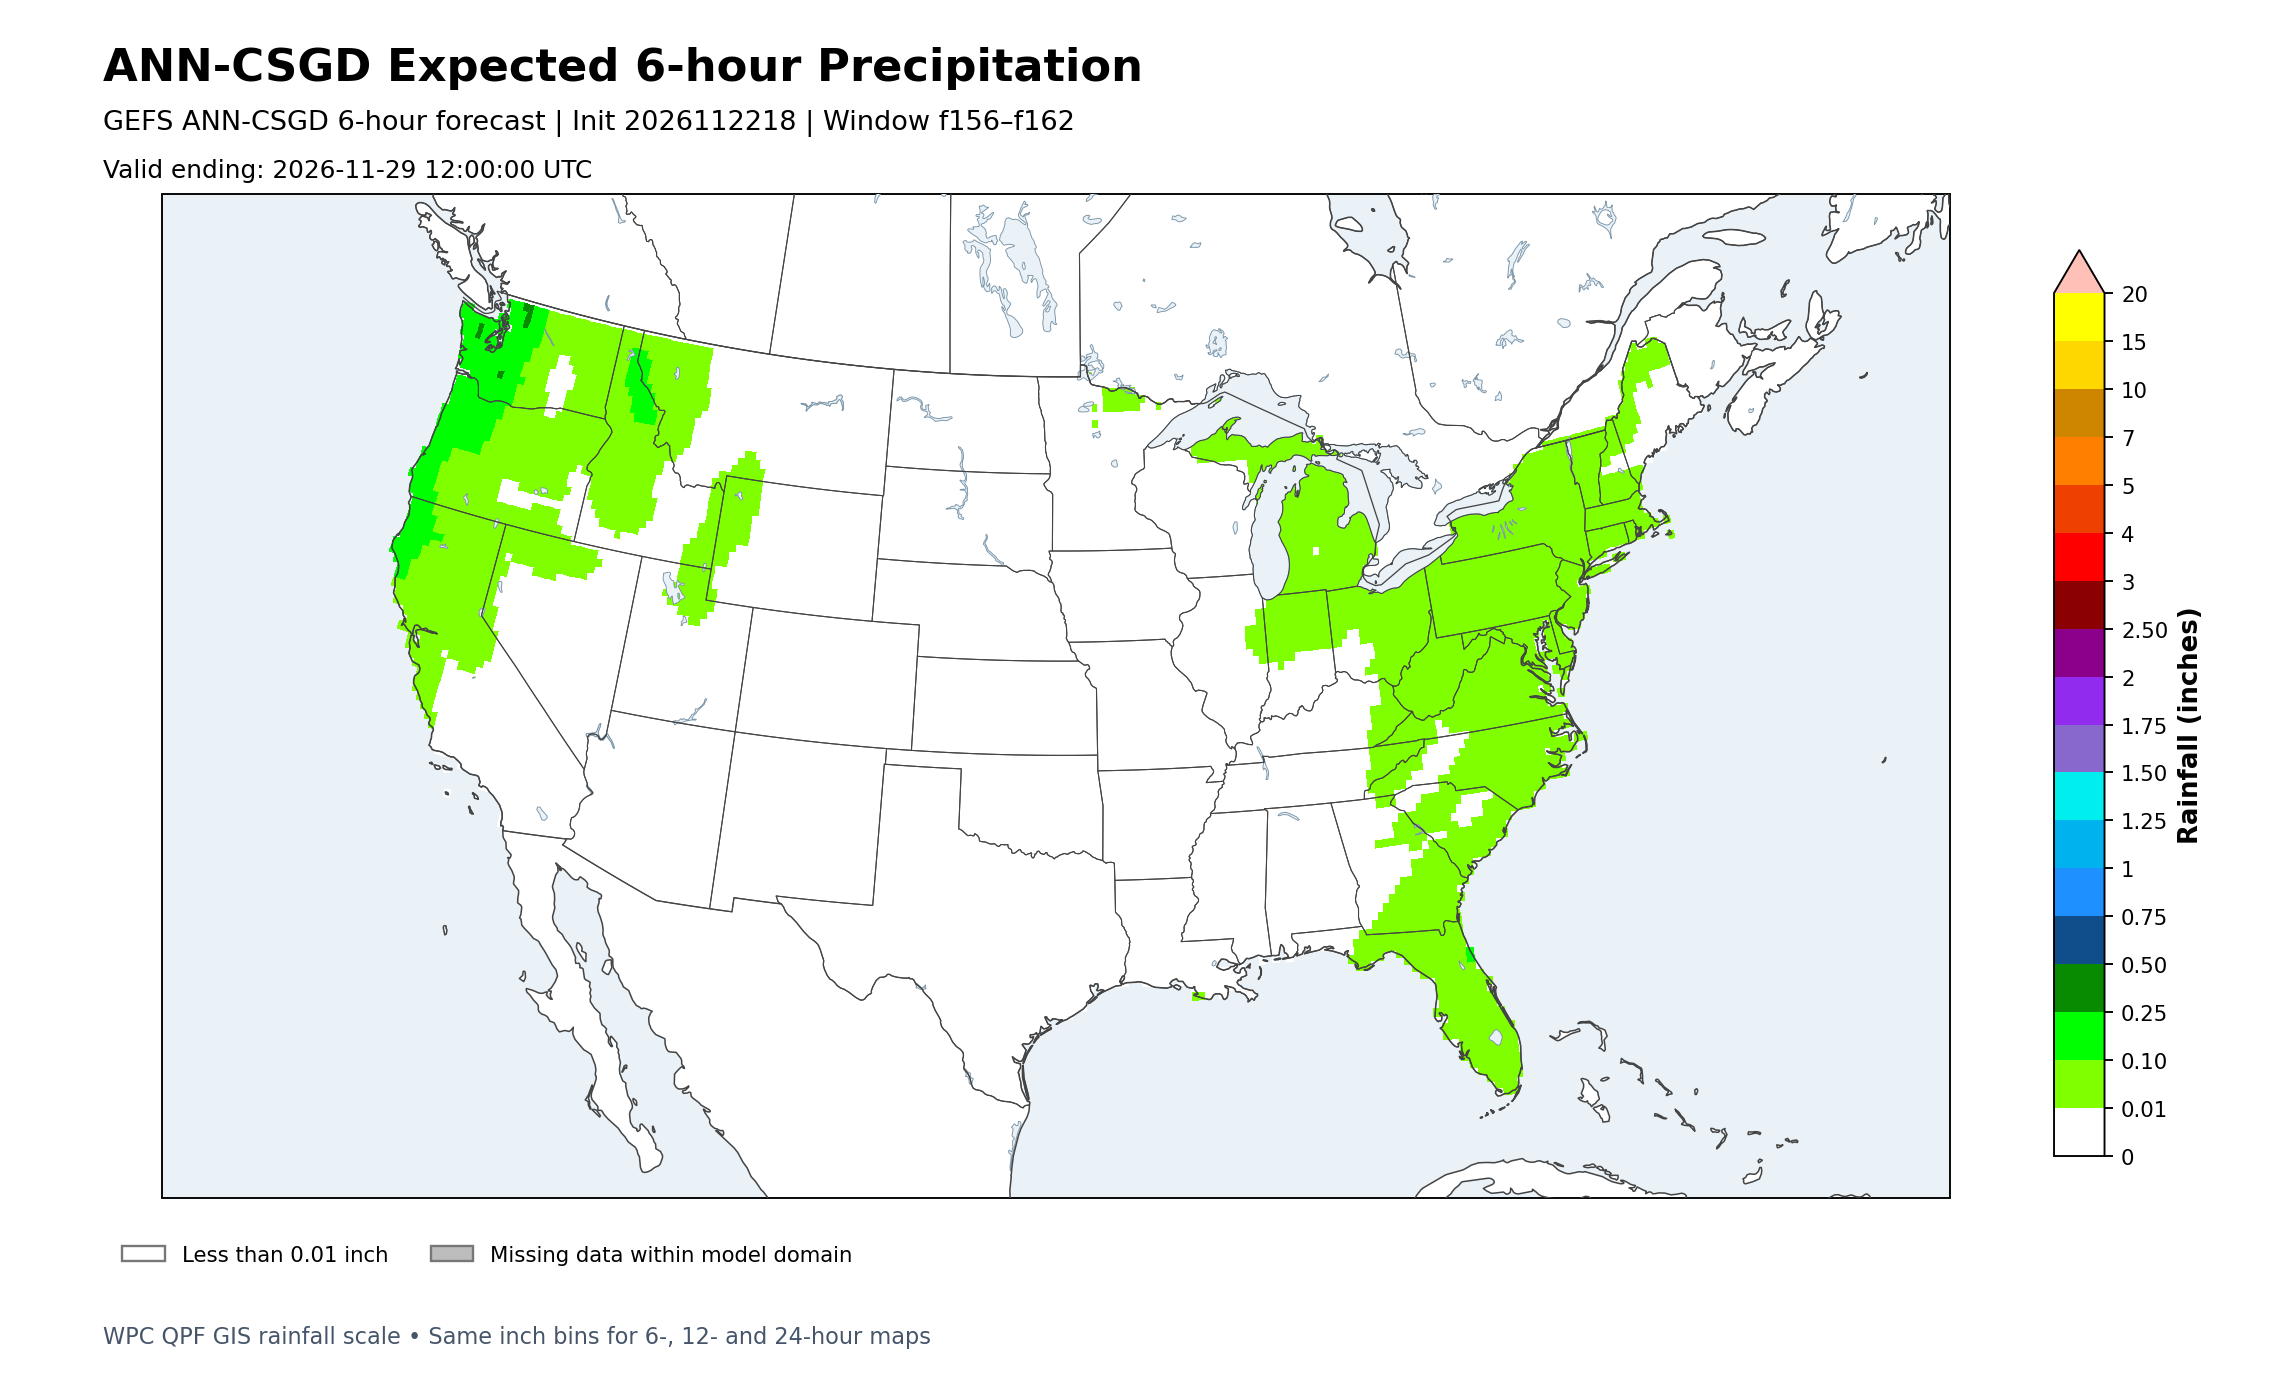 ANN-CSGD Expected 6-hour Precipitation
GEFS ANN-CSGD 6-hour forecast | Init 2026112218 | Window f156–f162
Valid ending: 2026-11-29 12:00:00 UTC
20
15
10
7
5
4
3
2.50
2
1.75
1.50
1.25
1
0.75
0.50
0.25
0.10
0.01
0
Rainfall (inches)
Less than 0.01 inch
Missing data within model domain
WPC QPF GIS rainfall scale • Same inch bins for 6-, 12- and 24-hour maps